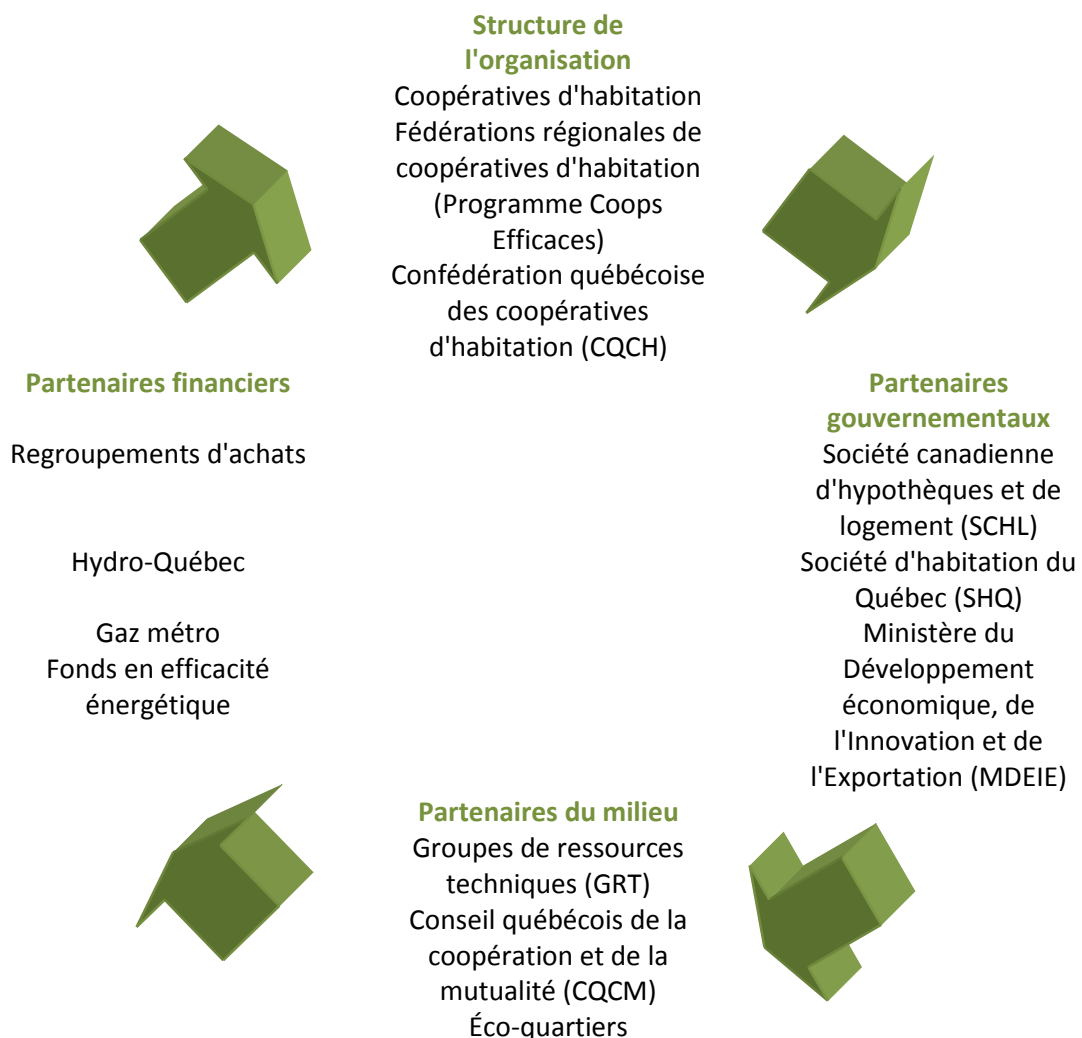 Structure de
l'organisation
Coopératives d'habitation
Fédérations régionales de
coopératives d'habitation
(Programme Coops
Efficaces)
Confédération québécoise
des coopératives
d'habitation (CQCH)
Partenaires financiers
Regroupements d'achats
Hydro-Québec
Gaz métro
Fonds en efficacité
énergétique
Partenaires
gouvernementaux
Société canadienne
d'hypothèques et de
logement (SCHL)
Société d'habitation du
Québec (SHQ)
Ministère du
Développement
économique, de
l'Innovation et de
l'Exportation (MDEIE)
Partenaires du milieu
Groupes de ressources
techniques (GRT)
Conseil québécois de la
coopération et de la
mutualité (CQCM)
Éco-quartiers